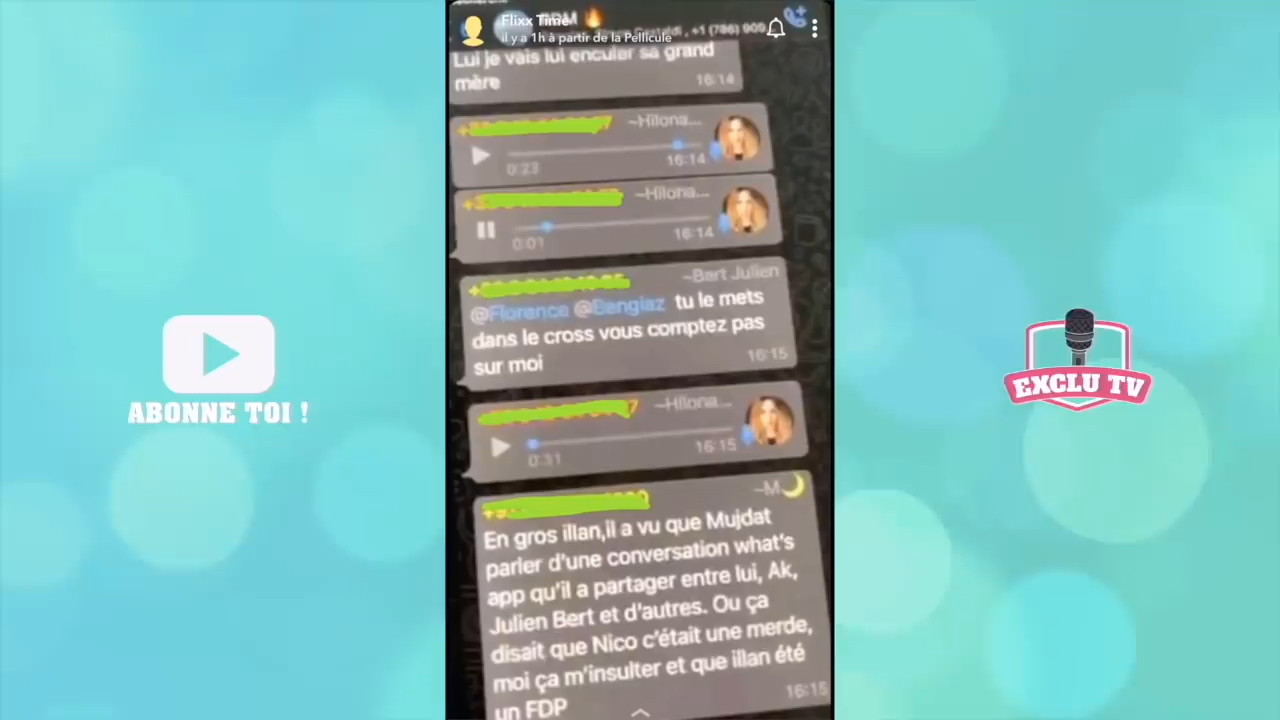 Flixx Time
il y a 1h à partir de la Pellicule
, +1 (786) 909
Lui je vais lui enculer sa grand
mère
16:14
~Hilona...
0:23
16:14
~Hilona...
0:01
16:14
~Bart Julien
@Florence @Bengiaz tu le mets
dans le cross vous comptez pas
sur moi
16:15
~Hilona...
0:31
16:15
~M🌙
En gros illan,il a vu que Mujdat
parler d'une conversation what's
app qu'il a partager entre lui, Ak,
Julien Bert et d'autres. Ou ça
disait que Nico c'était une merde,
moi ça m'insulter et que illan été
un FDP
16:15
ABONNE TOI !
EXCLU TV